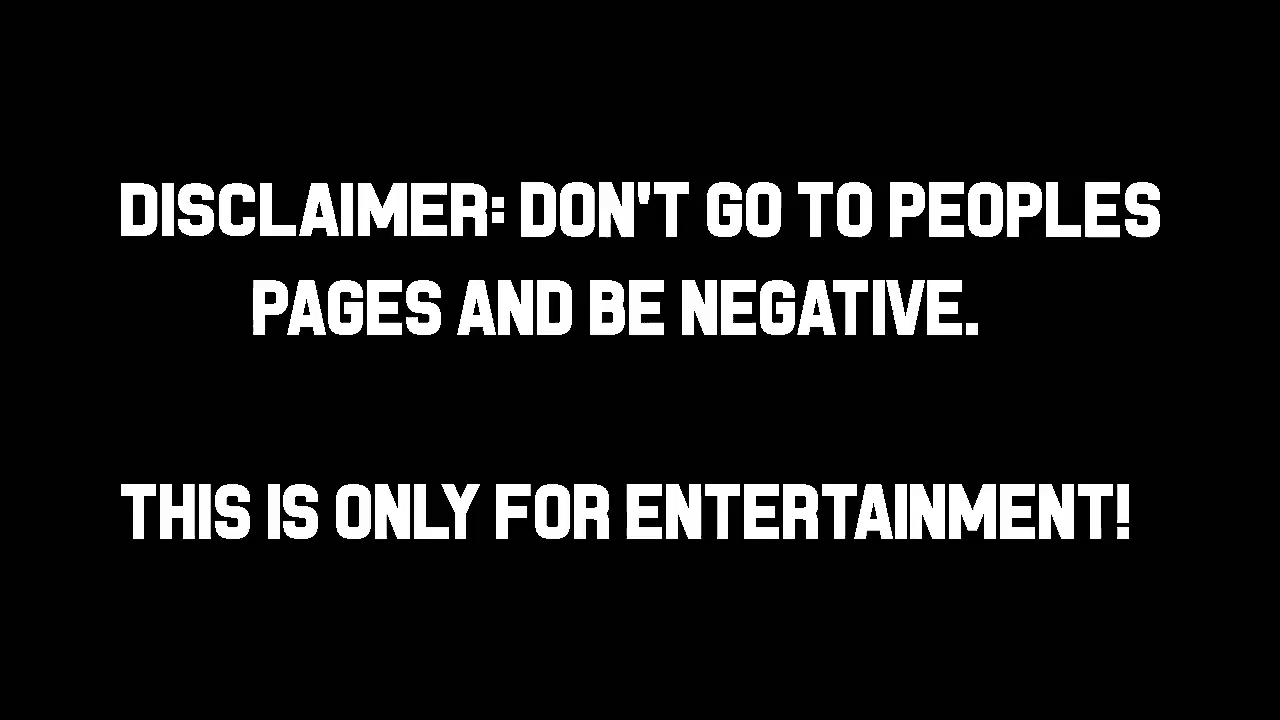 DISCLAIMER: DON'T GO TO PEOPLES
PAGES AND BE NEGATIVE.
THIS IS ONLY FOR ENTERTAINMENT!